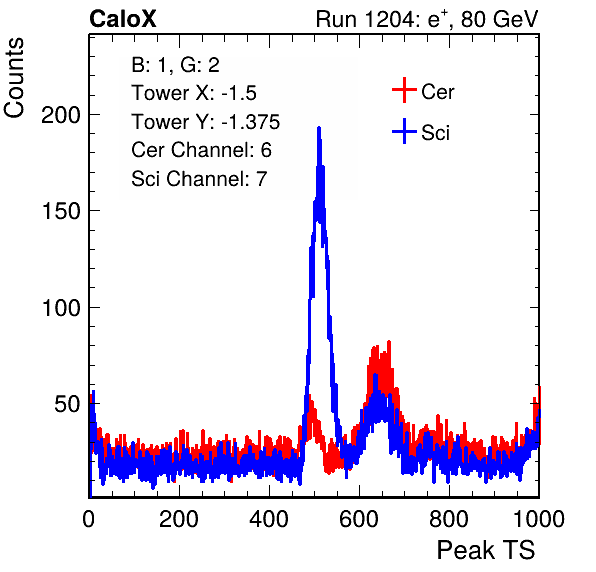 CaloX
Run 1204: e+, 80 GeV
Counts
B: 1, G: 2
Tower X: -1.5
Tower Y: -1.375
Cer Channel: 6
Sci Channel: 7
Cer
Sci
200
150
100
50
0
200
400
600
800
1000
Peak TS